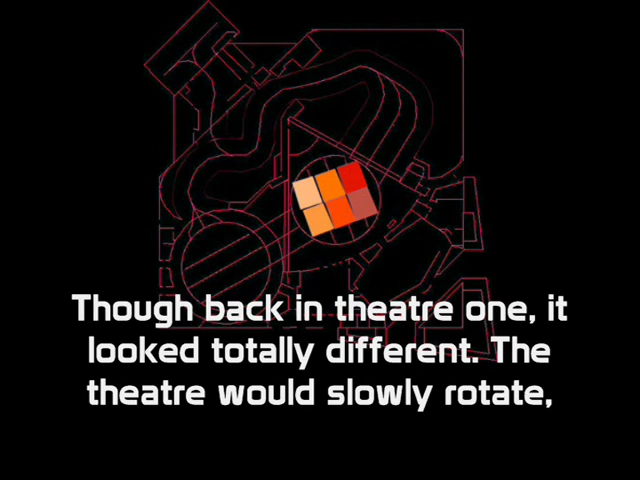 Though back in theatre one, it
looked totally different. The
theatre would slowly rotate,